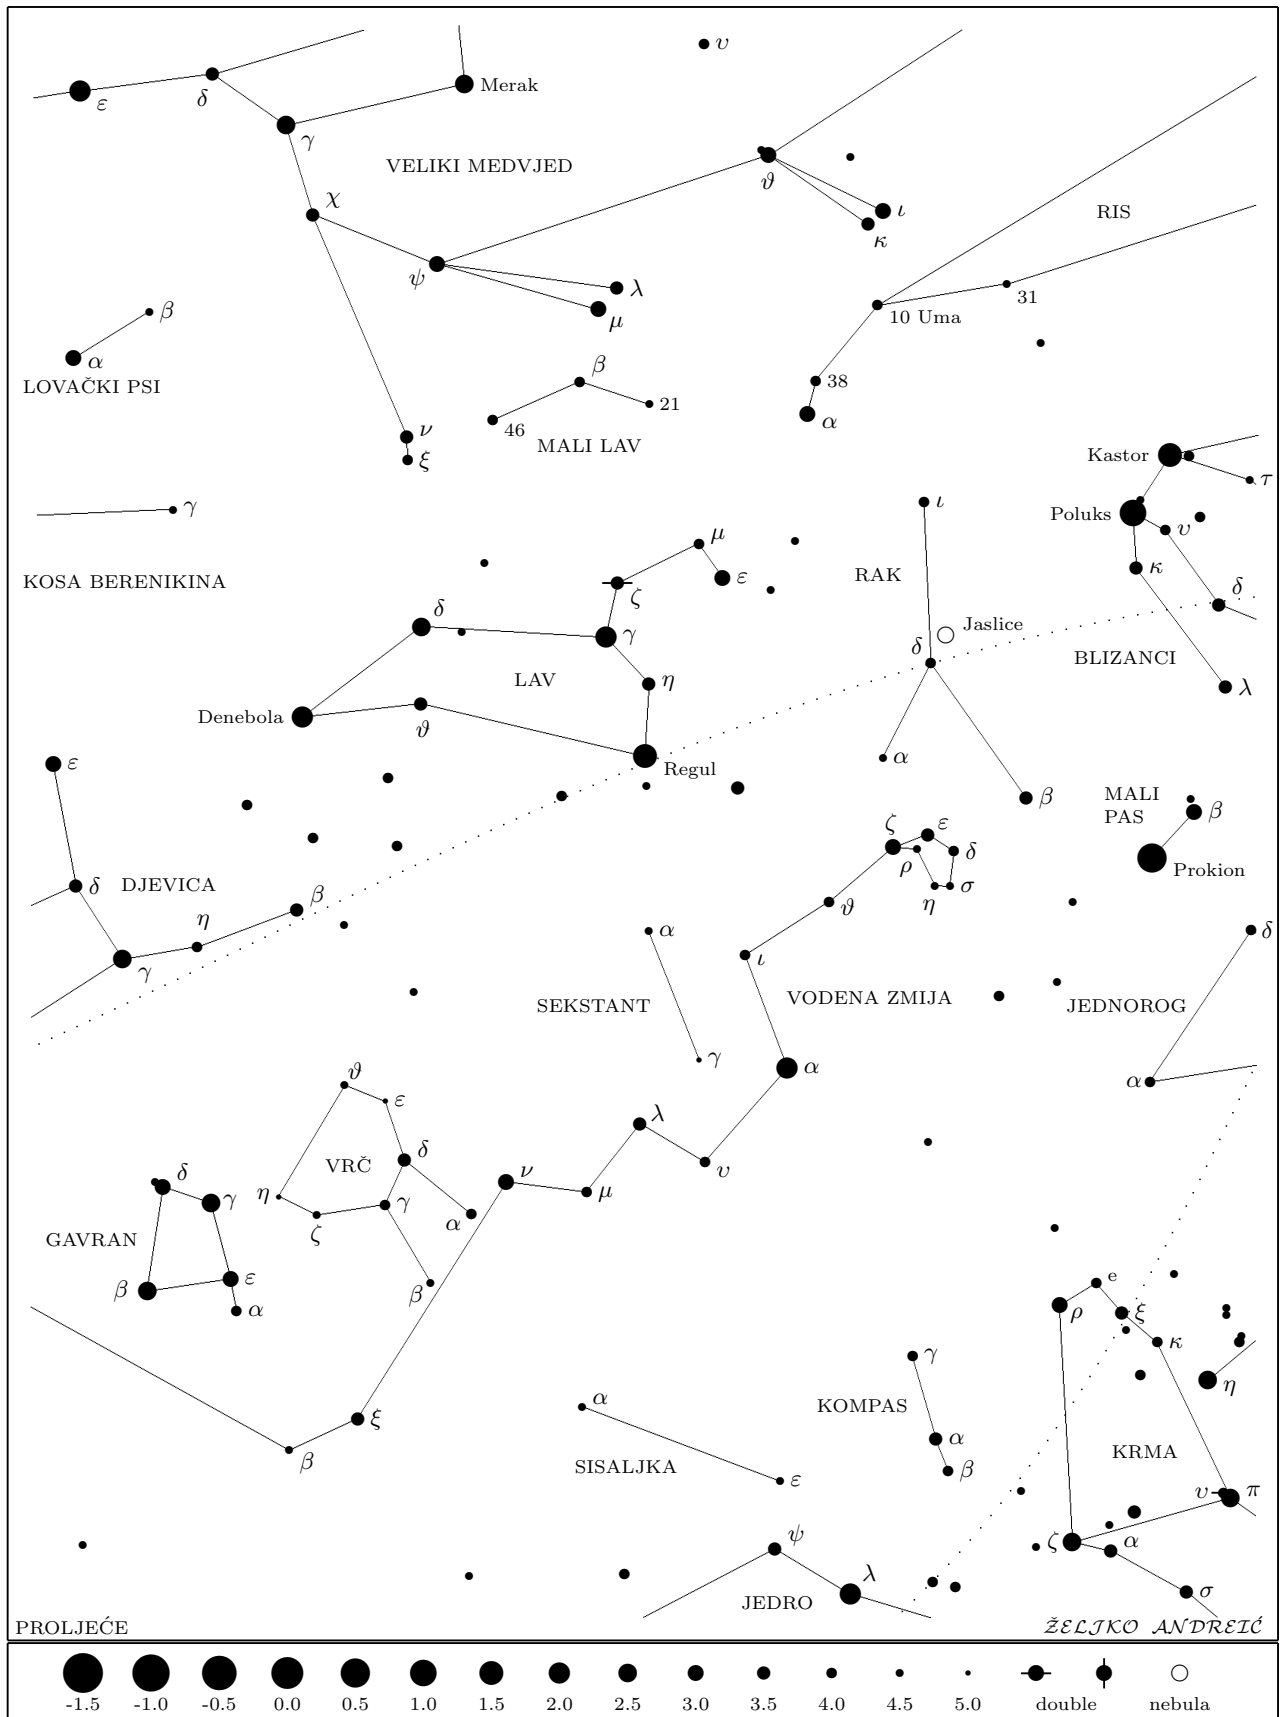 υ
Merak
ε
δ
γ
VELIKI MEDVJED
ϑ
χ
ι
RIS
κ
ψ
λ
31
β
μ
10 Uma
α
β
LOVAČKI PSI
38
21
46
α
ν
MALI LAV
ξ
Kastor
τ
γ
ι
Poluks
υ
μ
KOSA BERENIKINA
ε
RAK
κ
ζ
δ
δ
Jaslice
γ
δ
BLIZANCI
LAV
η
λ
Denebola
ϑ
α
ε
Regul
MALI
PAS
β
β
ζ
ε
δ
ρ
Prokion
δ
DJEVICA
β
η
σ
η
ϑ
α
δ
γ
ι
SEKSTANT
VODENA ZMIJA
JEDNOROG
γ
α
α
ϑ
ε
λ
δ
VRČ
υ
δ
ν
μ
η
γ
γ
ζ
α
GAVRAN
β
ε
β
α
e
ρ
ξ
κ
γ
η
α
KOMPAS
ξ
α
KRMA
β
SISALJKA
ε
β
υ
π
ψ
ζ
α
λ
σ
JEDRO
PROLJEĆE
ŽELJKO ANDREIĆ
-1.5 -1.0 -0.5 0.0 0.5 1.0 1.5 2.0 2.5 3.0 3.5 4.0 4.5 5.0 double nebula